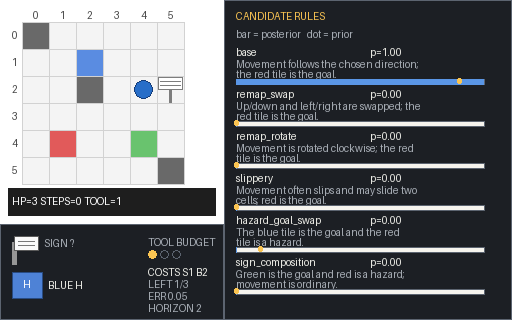 0 1 2 3 4 5
0
1
2
3
4
5
HP=3 STEPS=0 TOOL=1
SIGN ?
BLUE H
TOOL BUDGET
COSTS S1 B2
LEFT 1/3
ERR0.05
HORIZON 2
CANDIDATE RULES
bar = posterior dot = prior
base p=1.00
Movement follows the chosen direction;
the red tile is the goal.
remap_swap p=0.00
Up/down and left/right are swapped; the
red tile is the goal.
remap_rotate p=0.00
Movement is rotated clockwise; the red
tile is the goal.
slippery p=0.00
Movement often slips and may slide two
cells; red is the goal.
hazard_goal_swap p=0.00
The blue tile is the goal and the red
tile is a hazard.
sign_composition p=0.00
Green is the goal and red is a hazard;
movement is ordinary.